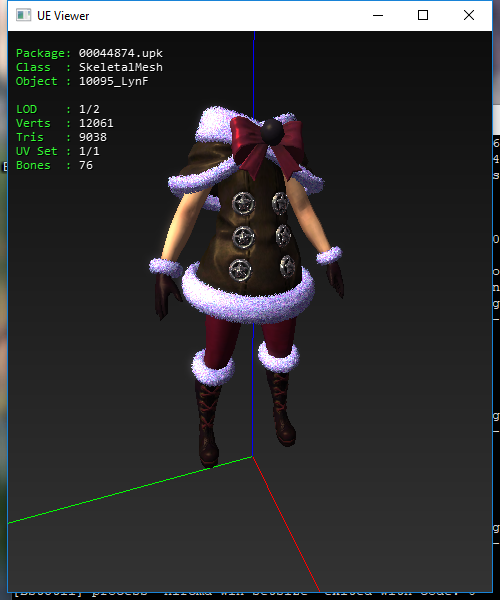 UE Viewer
Package: 00044874.upk
Class : SkeletalMesh
Object : 10095_LynF
LOD : 1/2
Verts : 12061
Tris : 9038
UV Set : 1/1
Bones : 76